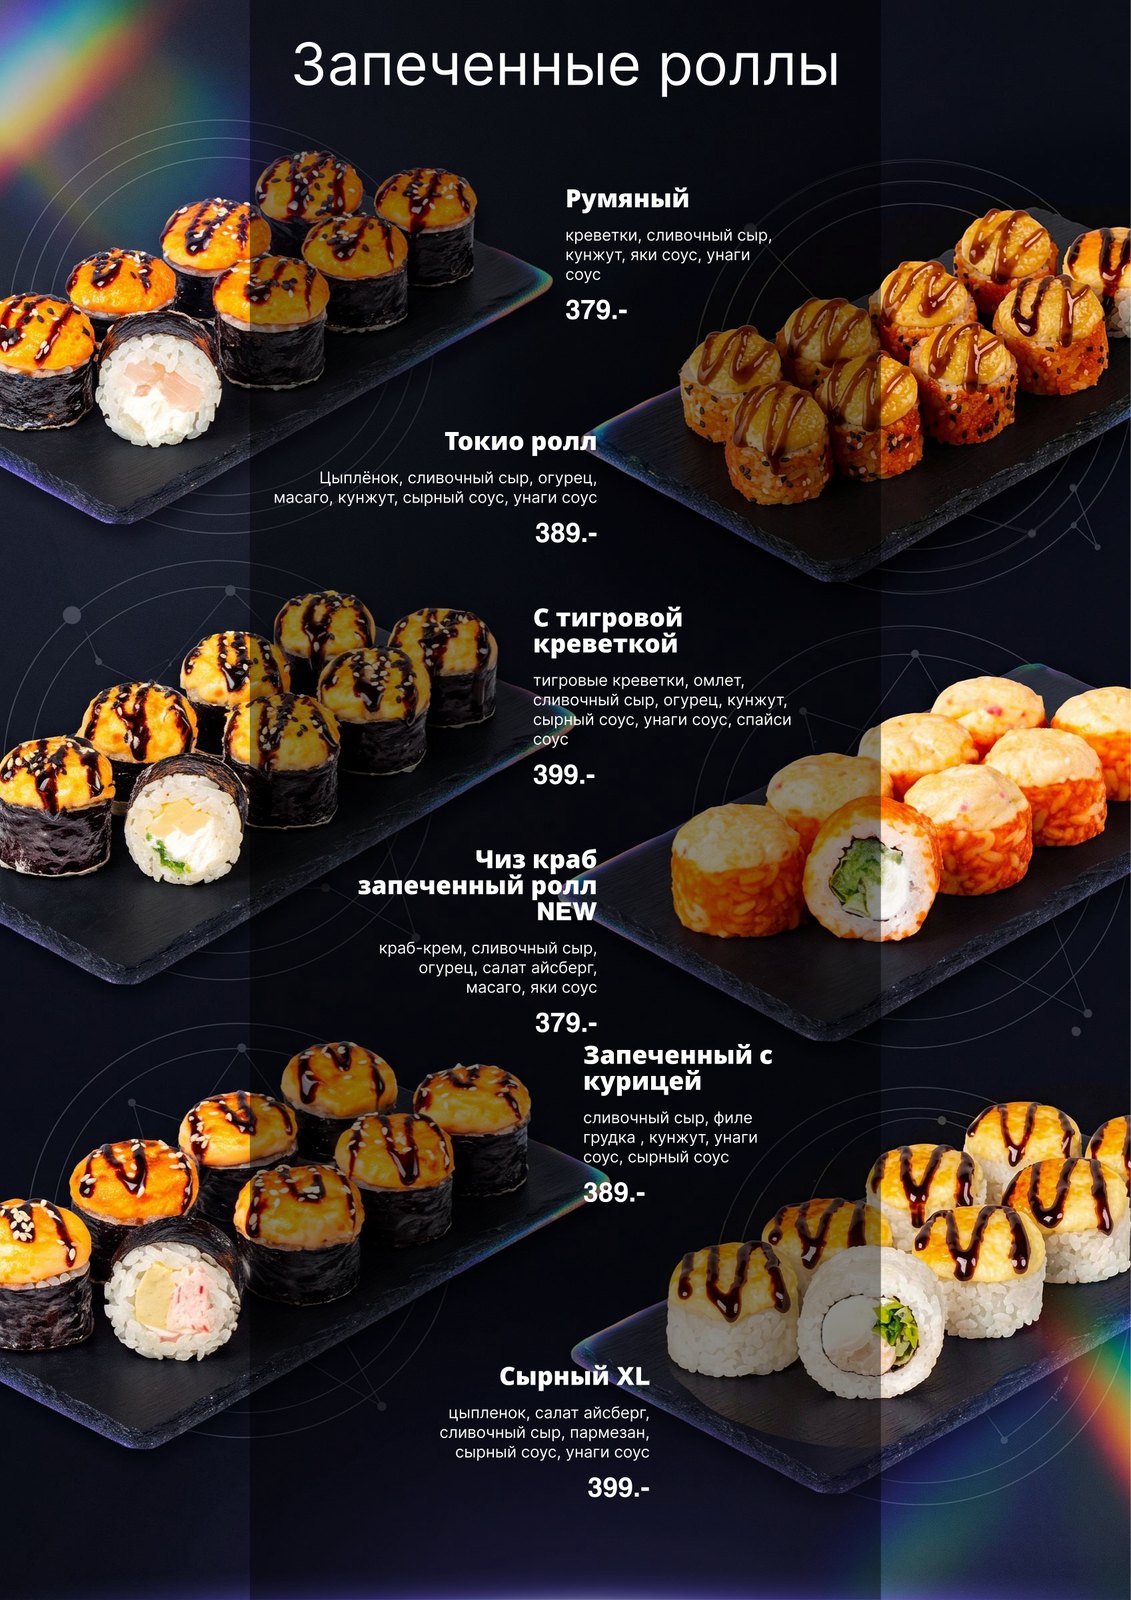 Запеченные роллы
Румяный
креветки, сливочный сыр,
кунжут, яки соус, унаги
соус
379.-
Токио ролл
Цыплёнок, сливочный сыр, огурец,
масаго, кунжут, сырный соус, унаги соус
389.-
С тигровой
креветкой
тигровые креветки, омлет,
сливочный сыр, огурец, кунжут,
сырный соус, унаги соус, спайси
соус
399.-
Чиз краб
запеченный ролл
NEW
краб-крем, сливочный сыр,
огурец, салат айсберг,
масаго, яки соус
379.-
Запеченный с
курицей
сливочный сыр, филе
грудка , кунжут, унаги
соус, сырный соус
389.-
Сырный XL
цыпленок, салат айсберг,
сливочный сыр, пармезан,
сырный соус, унаги соус
399.-